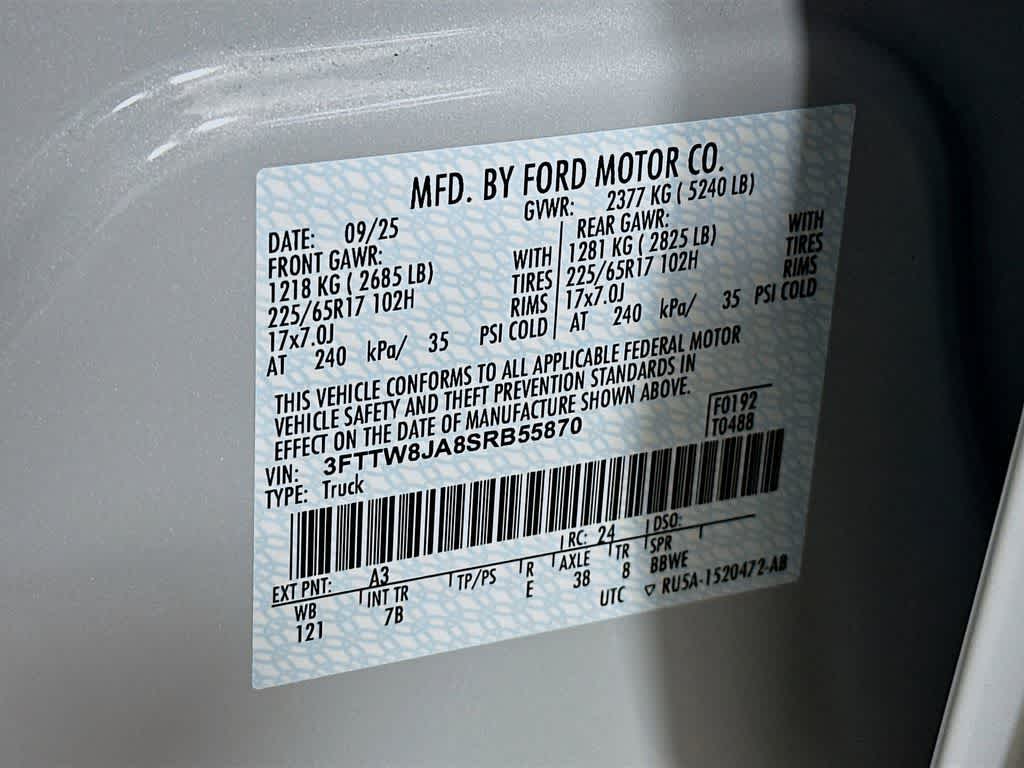 MFD. BY FORD MOTOR CO.
DATE: 09/25 GVWR: 2377 KG ( 5240 LB)
FRONT GAWR: REAR GAWR:
1218 KG ( 2685 LB) WITH 1281 KG ( 2825 LB) WITH
225/65R17 102H TIRES 225/65R17 102H TIRES
17x7.0J RIMS 17x7.0J RIMS
AT 240 kPa/ 35 PSI COLD AT 240 kPa/ 35 PSI COLD
THIS VEHICLE CONFORMS TO ALL APPLICABLE FEDERAL MOTOR
VEHICLE SAFETY AND THEFT PREVENTION STANDARDS IN
EFFECT ON THE DATE OF MANUFACTURE SHOWN ABOVE.
VIN: 3FTTW8JA8SRB55870 F0192
TYPE: Truck T0488
EXT PNT: A3 RC: 24 DSO:
WB INT TR TP/PS R AXLE TR SPR
121 7B E 38 8 BBWE
UTC ▽ RU5A-1520472-AB